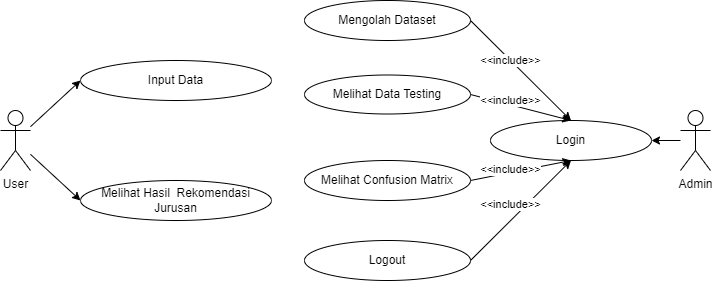 Mengolah Dataset
<<include>>
Input Data
Melihat Data Testing
<<include>>
Login
User
Admin
Melihat Hasil Rekomendasi
Jurusan
Melihat Confusion Matrix
<<include>>
<<include>>
Logout